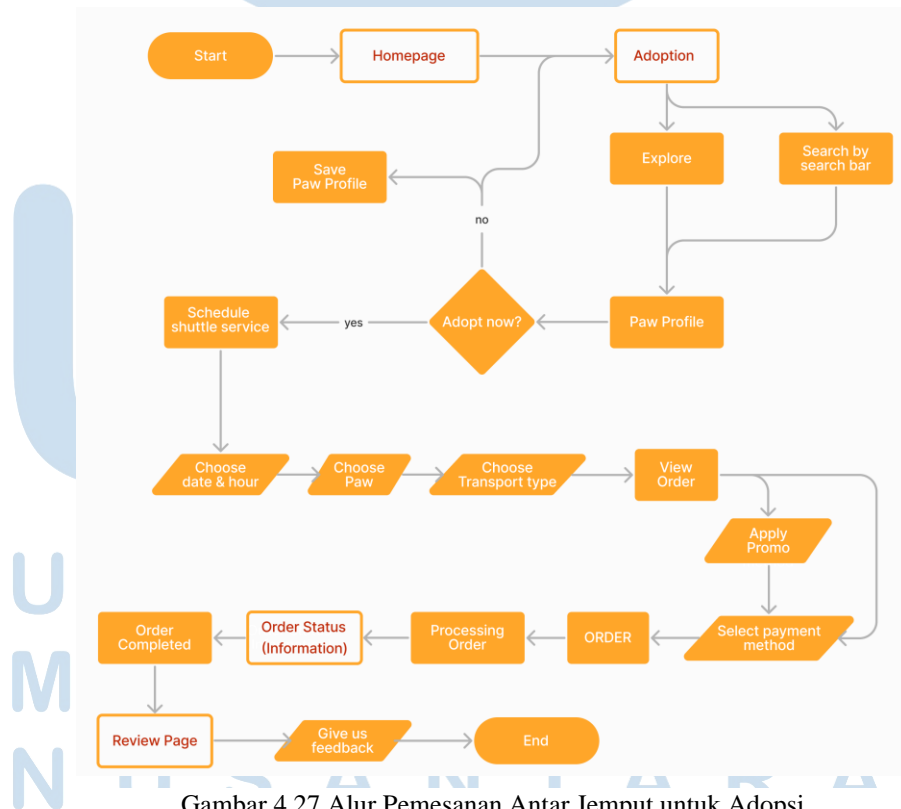 Start
Homepage
Adoption
Explore
Search by
search bar
Save
Paw Profile
no
Schedule
shuttle service
yes
Adopt now?
Paw Profile
Choose
date & hour
Choose
Paw
Choose
Transport type
View
Order
Apply
Promo
Order
Completed
Order Status
(Information)
Processing
Order
ORDER
Select payment
method
Review Page
Give us
feedback
End
U
M
N U S A N T A R A
Gambar 4.27 Alur Pemesanan Antar Jemput untuk Adopsi